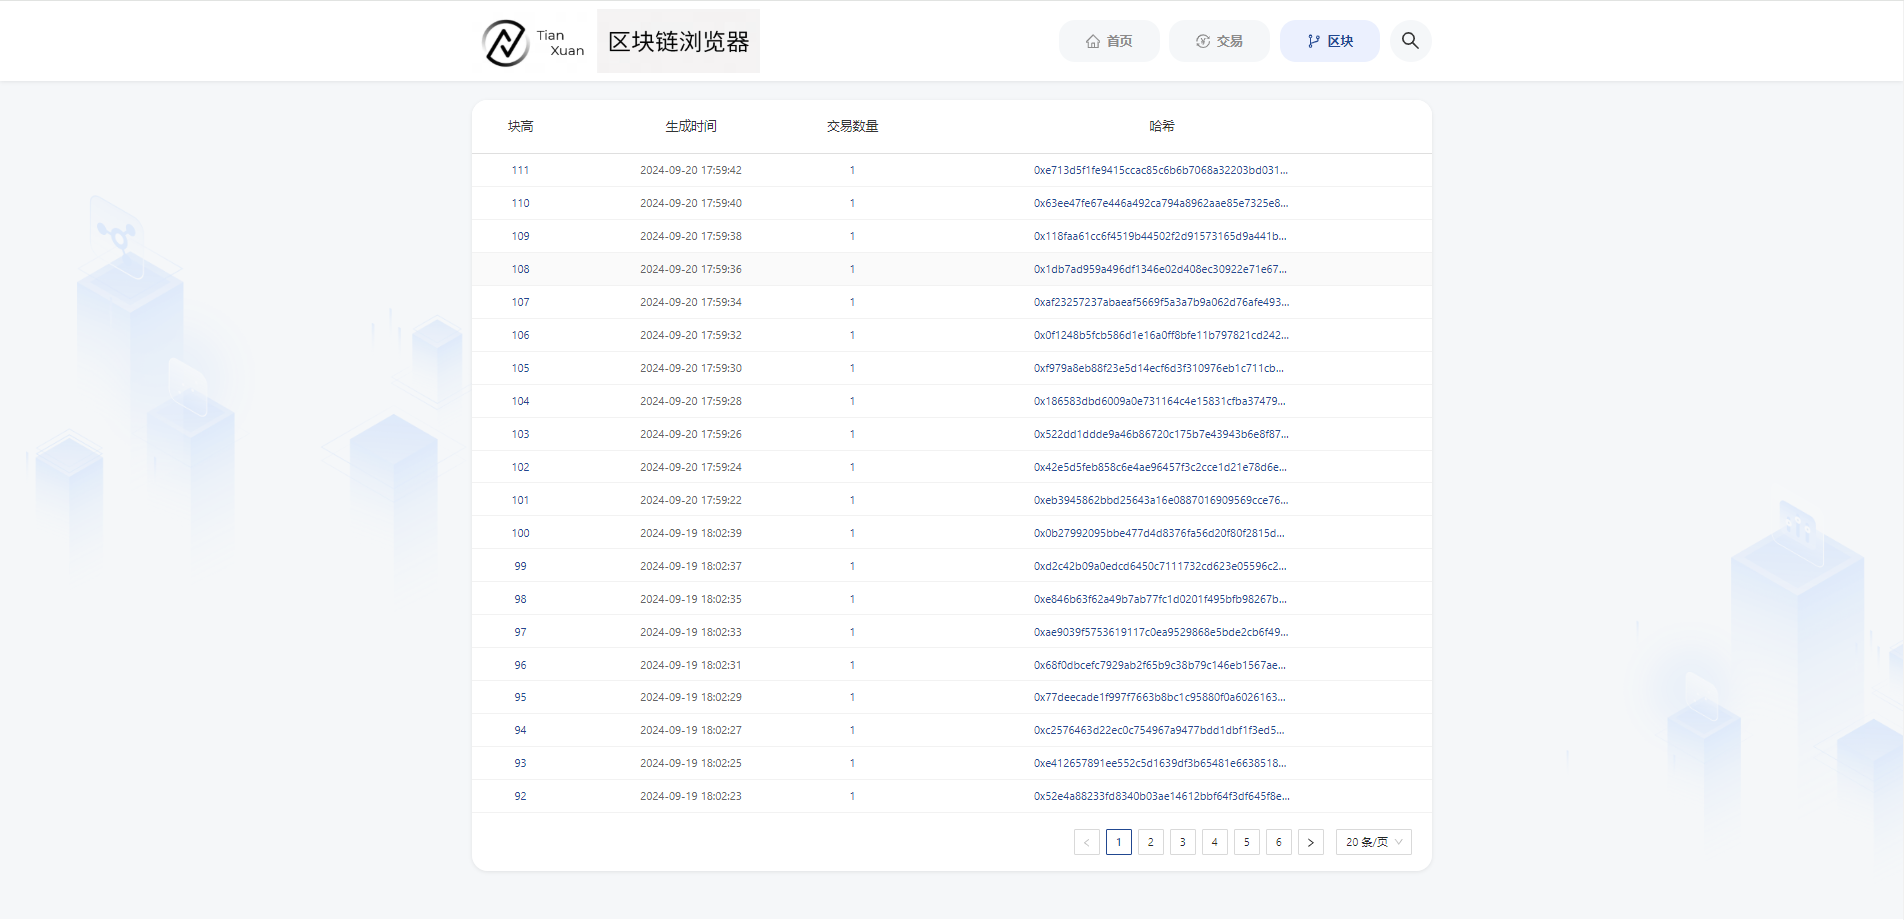 Tian
Xuan
区块链浏览器
首页
交易
区块
块高 生成时间 交易数量 哈希
111 2024-09-20 17:59:42 1 0xe713d5f1fe9415ccac85c6b6b7068a32203bd031...
110 2024-09-20 17:59:40 1 0x63ee47fe67e446a492ca794a8962aae85e7325e8...
109 2024-09-20 17:59:38 1 0x118faa61cc6f4519b44502f2d91573165d9a441b...
108 2024-09-20 17:59:36 1 0x1db7ad959a496df1346e02d408ec30922e71e67...
107 2024-09-20 17:59:34 1 0xaf23257237abaeaf5669f5a3a7b9a062d76afe493...
106 2024-09-20 17:59:32 1 0x0f1248b5fcb586d1e16a0ff8bfe11b797821cd242...
105 2024-09-20 17:59:30 1 0xf979a8eb88f23e5d14ecf6d3f310976eb1c711cb...
104 2024-09-20 17:59:28 1 0x186583dbd6009a0e731164c4e15831cfba37479...
103 2024-09-20 17:59:26 1 0x522dd1ddde9a46b86720c175b7e43943b6e8f87...
102 2024-09-20 17:59:24 1 0x42e5d5feb858c6e4ae96457f3c2cce1d21e78d6e...
101 2024-09-20 17:59:22 1 0xeb3945862bbd25643a16e0887016909569cce76...
100 2024-09-19 18:02:39 1 0x0b27992095bbe477d4d8376fa56d20f80f2815d...
99 2024-09-19 18:02:37 1 0xd2c42b09a0edcd6450c7111732cd623e05596c2...
98 2024-09-19 18:02:35 1 0xe846b63f62a49b7ab77fc1d0201f495bfb98267b...
97 2024-09-19 18:02:33 1 0xae9039f5753619117c0ea9529868e5bde2cb6f49...
96 2024-09-19 18:02:31 1 0x68f0dbcefc7929ab2f65b9c38b79c146eb1567ae...
95 2024-09-19 18:02:29 1 0x77deecade1f997f7663b8bc1c95880f0a6026163...
94 2024-09-19 18:02:27 1 0xc2576463d22ec0c754967a9477bdd1dbf1f3ed5...
93 2024-09-19 18:02:25 1 0xe412657891ee552c5d1639df3b65481e6638518...
92 2024-09-19 18:02:23 1 0x52e4a88233fd8340b03ae14612bbf64f3df645f8e...
< 1 2 3 4 5 6 > 20 条/页